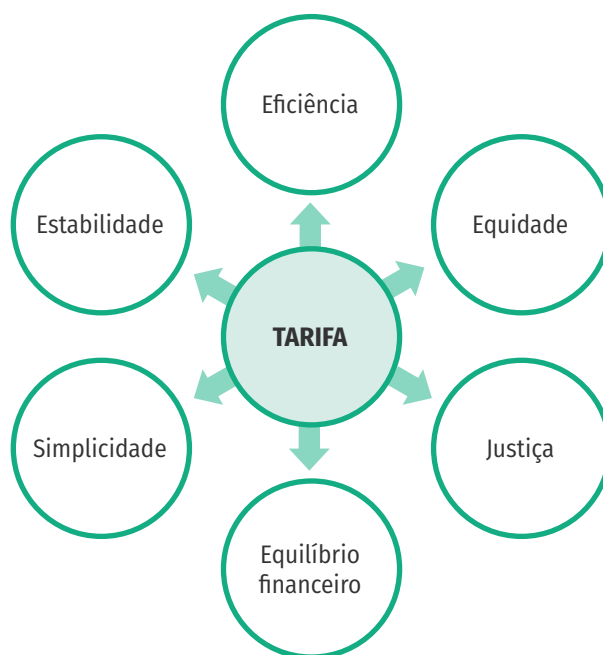 Eficiência
Estabilidade
Equidade
TARIFA
Simplicidade
Justiça
Equilíbrio
financeiro